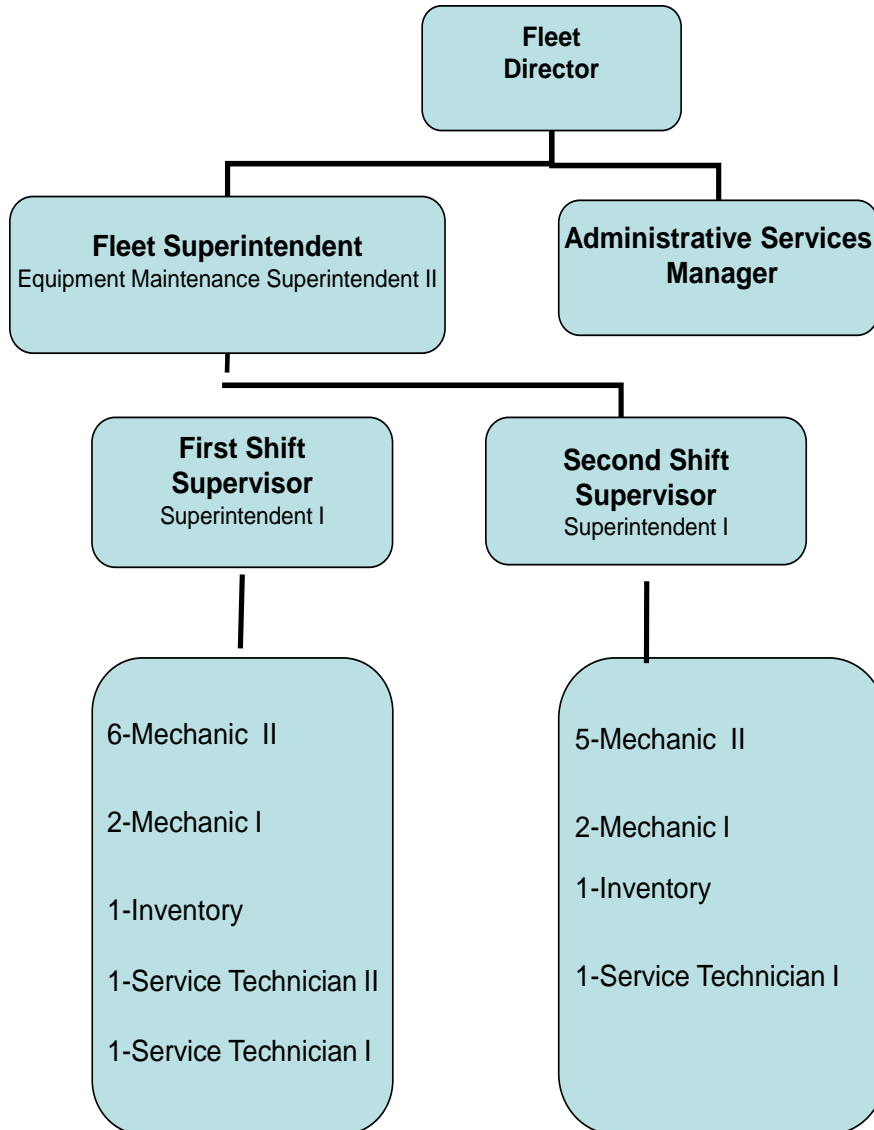 Fleet
Director
Fleet Superintendent
Equipment Maintenance Superintendent II
Administrative Services
Manager
First Shift
Supervisor
Superintendent I
Second Shift
Supervisor
Superintendent I
6-Mechanic II
2-Mechanic I
1-Inventory
1-Service Technician II
1-Service Technician I
5-Mechanic II
2-Mechanic I
1-Inventory
1-Service Technician I